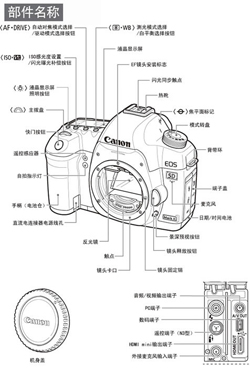 部件名称
〈AF•DRIVE〉自动对焦模式选择
/驱动模式选择按钮
〈•WB〉测光模式选择
/白平衡选择按钮
〈ISO•〉ISO感光度设置
/闪光曝光补偿按钮
液晶显示屏
EF镜头安装标志
闪光同步触点
热靴
〈〉液晶显示屏
照明按钮
〈〉主拨盘
〈〉焦平面标记
模式转盘
快门按钮
遥控感应器
背带环
自拍指示灯
手柄(电池仓)
直流电连接器电源线孔
端子盖
麦克风
日期/时间电池
反光镜
触点
镜头卡口
景深预视按钮
镜头释放按钮
镜头固定销
Canon
EOS
5D
Mark II
音频/视频输出端子
PC端子
数码端子
遥控端子(N3型)
HDMI mini输出端子
外接麦克风输入端子
Canon
机身盖
A/V OUT
HDMI OUT
MIC